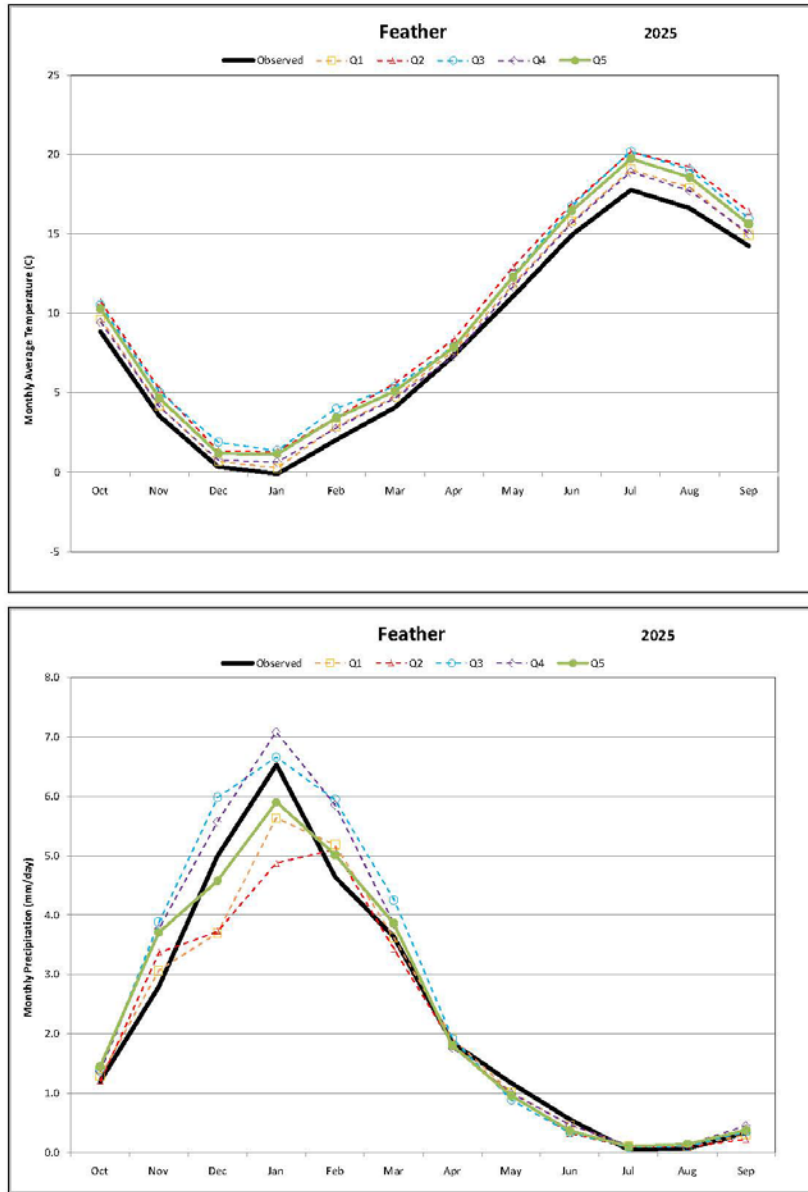 Feather 2025
Observed Q1 Q2 Q3 Q4 Q5
25
20
15
10
5
0
-5
Monthly Average Temperature (C)
Oct Nov Dec Jan Feb Mar Apr May Jun Jul Aug Sep
Feather 2025
Observed Q1 Q2 Q3 Q4 Q5
8.0
7.0
6.0
5.0
4.0
3.0
2.0
1.0
0.0
Monthly Precipitation (mm/day)
Oct Nov Dec Jan Feb Mar Apr May Jun Jul Aug Sep